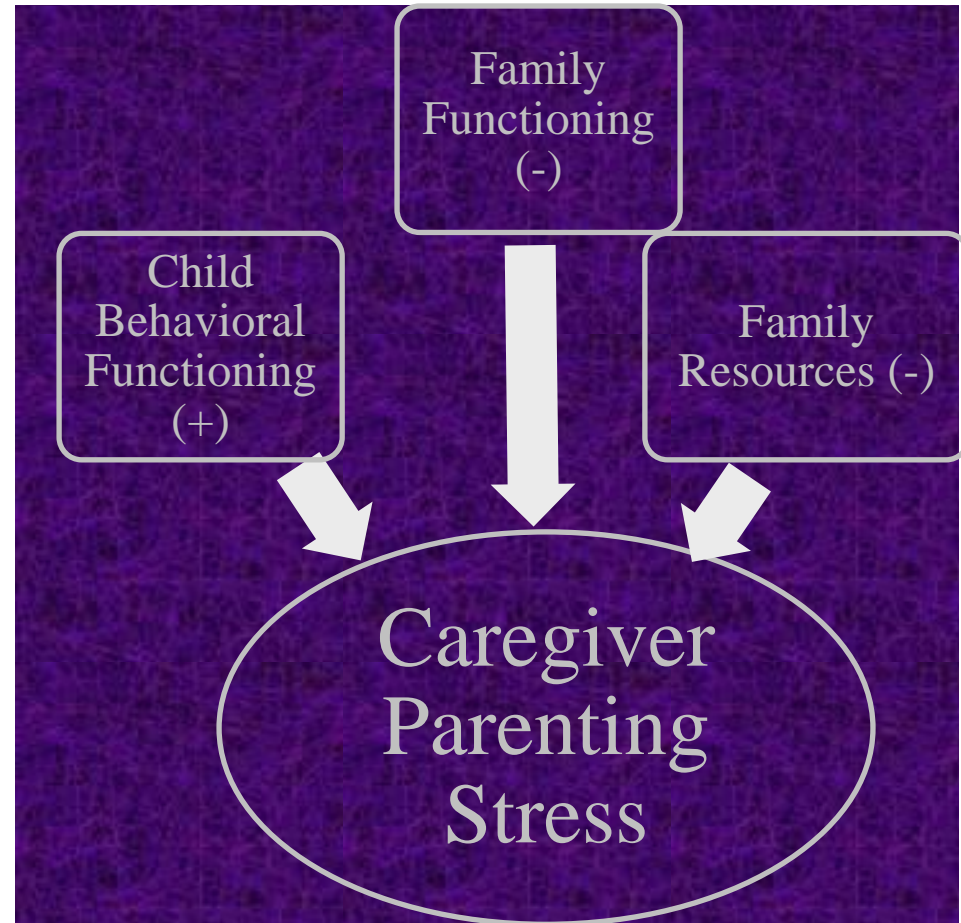 Family
Functioning
(-)
Child
Behavioral
Functioning
(+)
Family
Resources (-)
Caregiver
Parenting
Stress